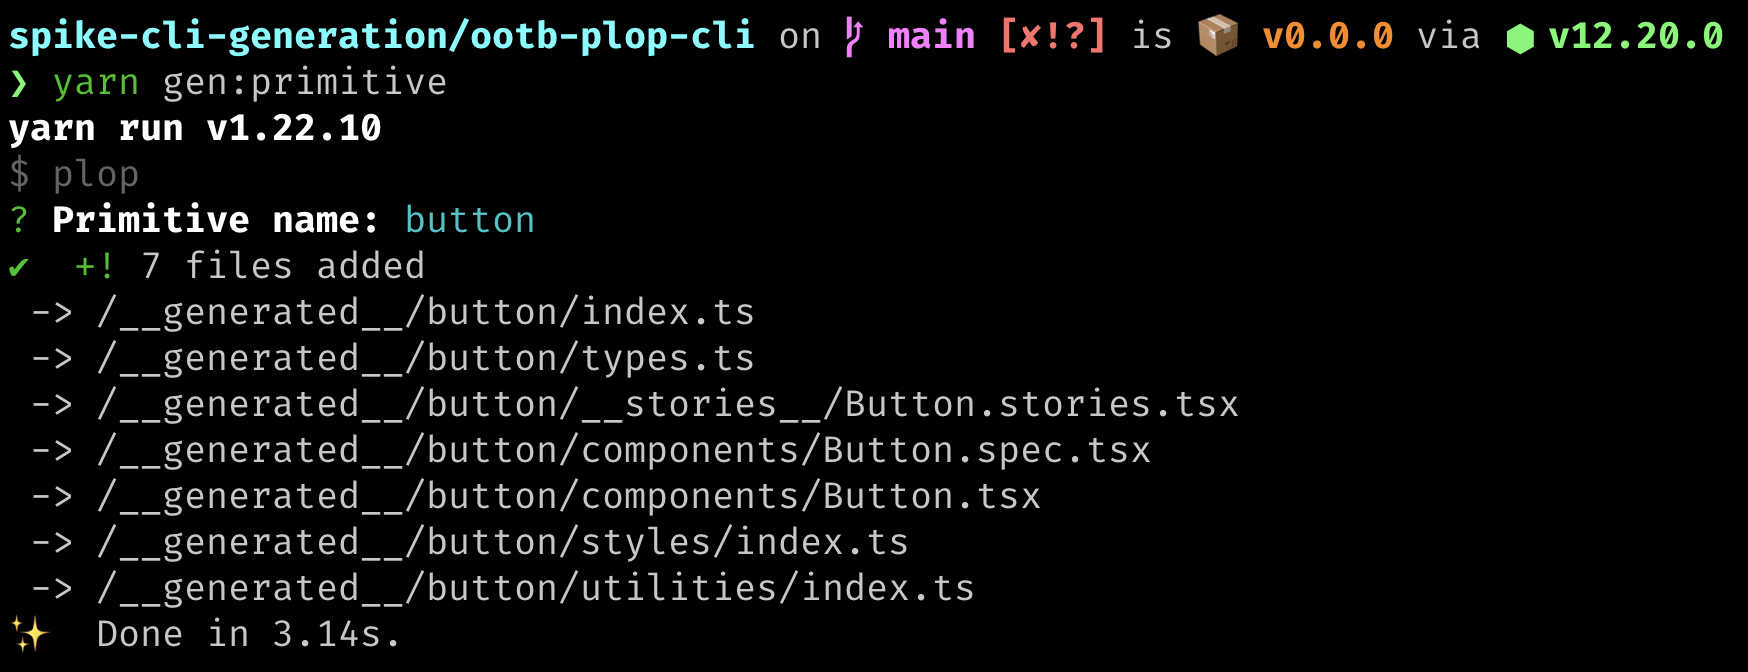 spike-cli-generation/ootb-plop-cli on main [✘!?] is 📦 v0.0.0 via ⬢ v12.20.0
❯ yarn gen:primitive
yarn run v1.22.10
$ plop
? Primitive name: button
✔  +! 7 files added
 -> /__generated__/button/index.ts
 -> /__generated__/button/types.ts
 -> /__generated__/button/__stories__/Button.stories.tsx
 -> /__generated__/button/components/Button.spec.tsx
 -> /__generated__/button/components/Button.tsx
 -> /__generated__/button/styles/index.ts
 -> /__generated__/button/utilities/index.ts
✨  Done in 3.14s.